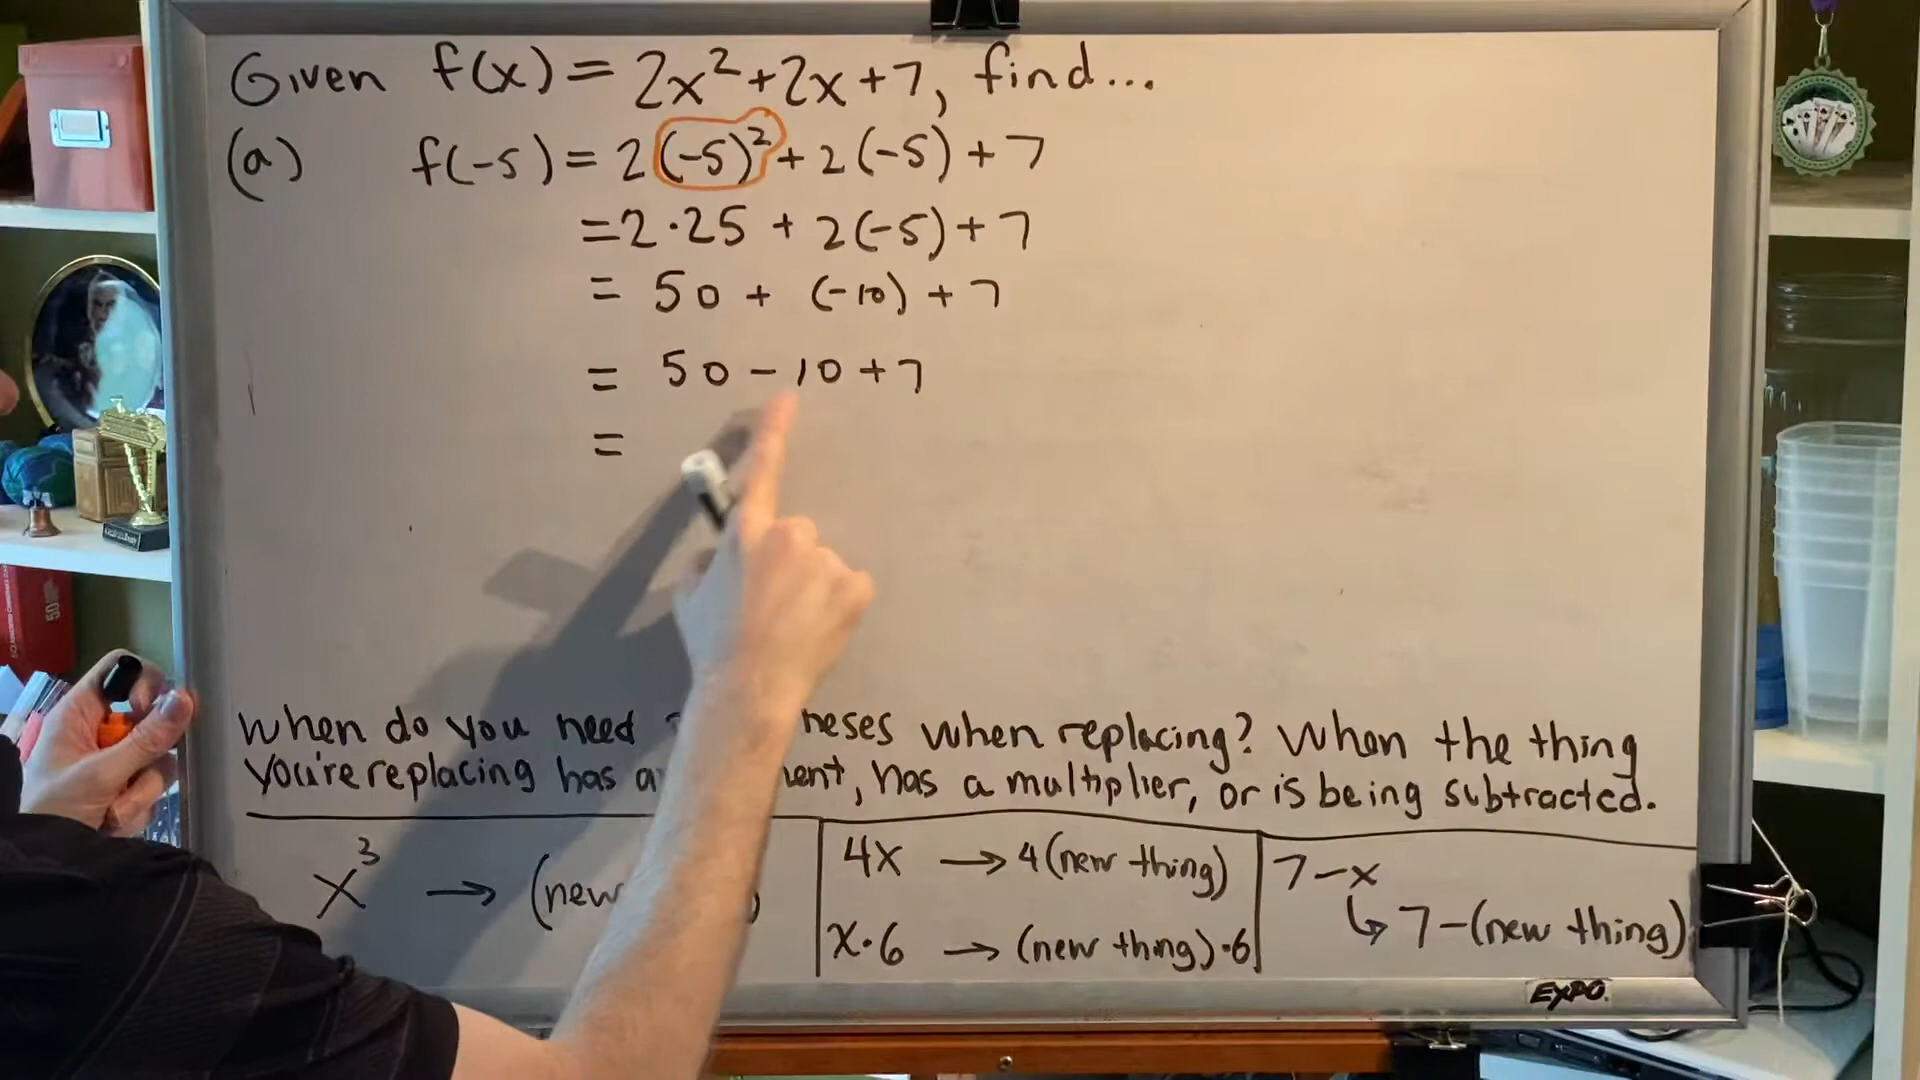 Given f(x) = 2x²+2x+7, find...
(a) f(-5) = 2(-5)²+2(-5)+7
=2·25 + 2(-5)+7
= 50 + (-10) +7
= 50-10+7
=
When do you need heses when replacing? When the thing
You're replacing has a nent, has a multiplier, or is being subtracted.
x³ → (new )
4x → 4(new thing)
x·6 → (new thing)·6
7-x
↳ 7-(new thing)
EXPO.